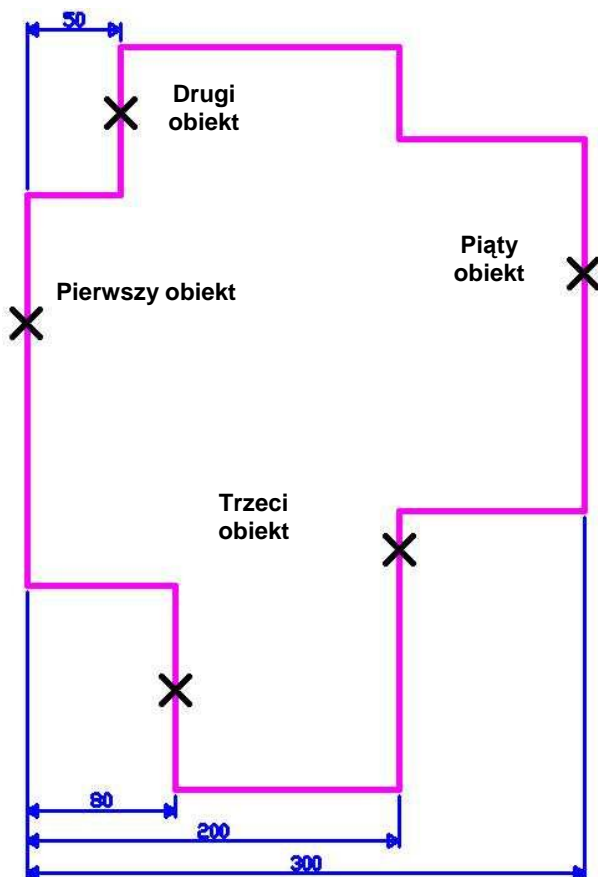 50
Drugi
obiekt
Piąty
obiekt
Pierwszy obiekt
Trzeci
obiekt
80
200
300